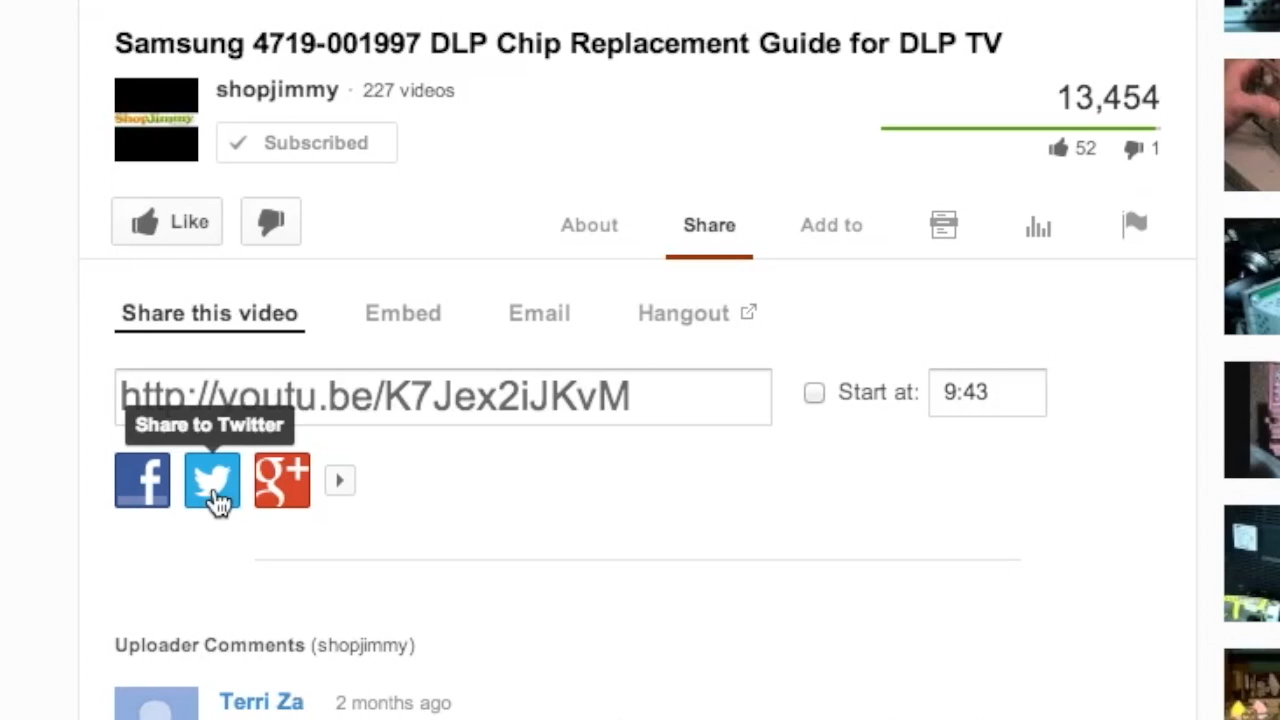 Samsung 4719-001997 DLP Chip Replacement Guide for DLP TV
shopjimmy · 227 videos
ShopJimmy
Subscribed
13,454
52 1
Like
About Share Add to
Share this video Embed Email Hangout
http://youtu.be/K7Jex2iJKvM
Start at: 9:43
Share to Twitter
f g+
Uploader Comments (shopjimmy)
Terri Za 2 months ago